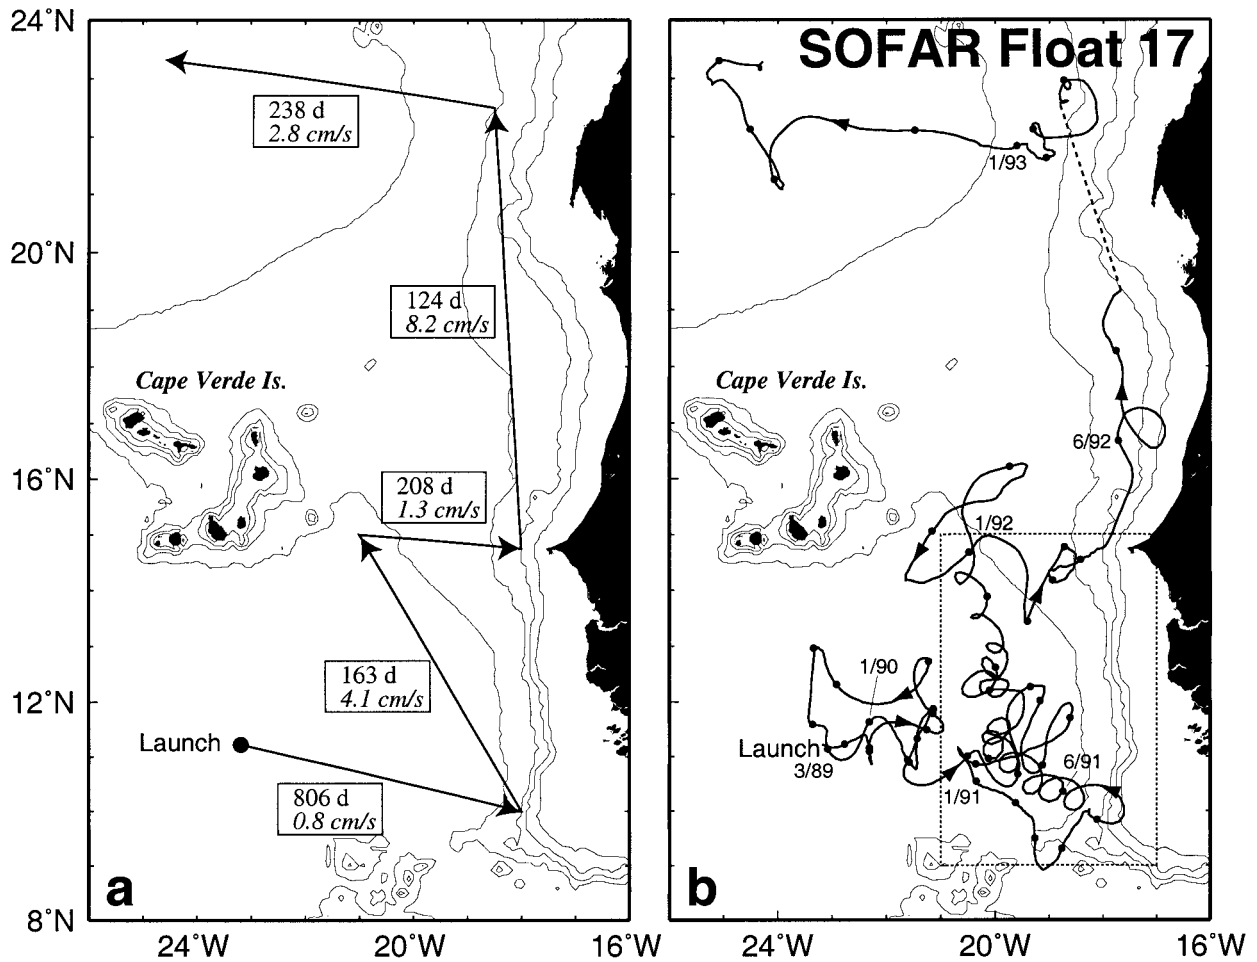 24°N
20°N
16°N
12°N
8°N
238 d
2.8 cm/s
124 d
8.2 cm/s
Cape Verde Is.
208 d
1.3 cm/s
163 d
4.1 cm/s
Launch
806 d
0.8 cm/s
a
24°W
20°W
16°W
SOFAR Float 17
1/93
Cape Verde Is.
6/92
1/92
1/90
Launch
3/89
6/91
1/91
b
24°W
20°W
16°W